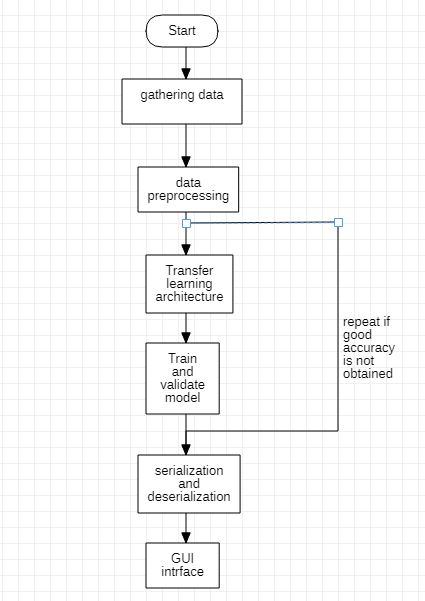 Start
gathering data
data
preprocessing
Transfer
learning
architecture
repeat if
good
accuracy
is not
obtained
Train
and
validate
model
serialization
and
deserialization
GUI
intrface